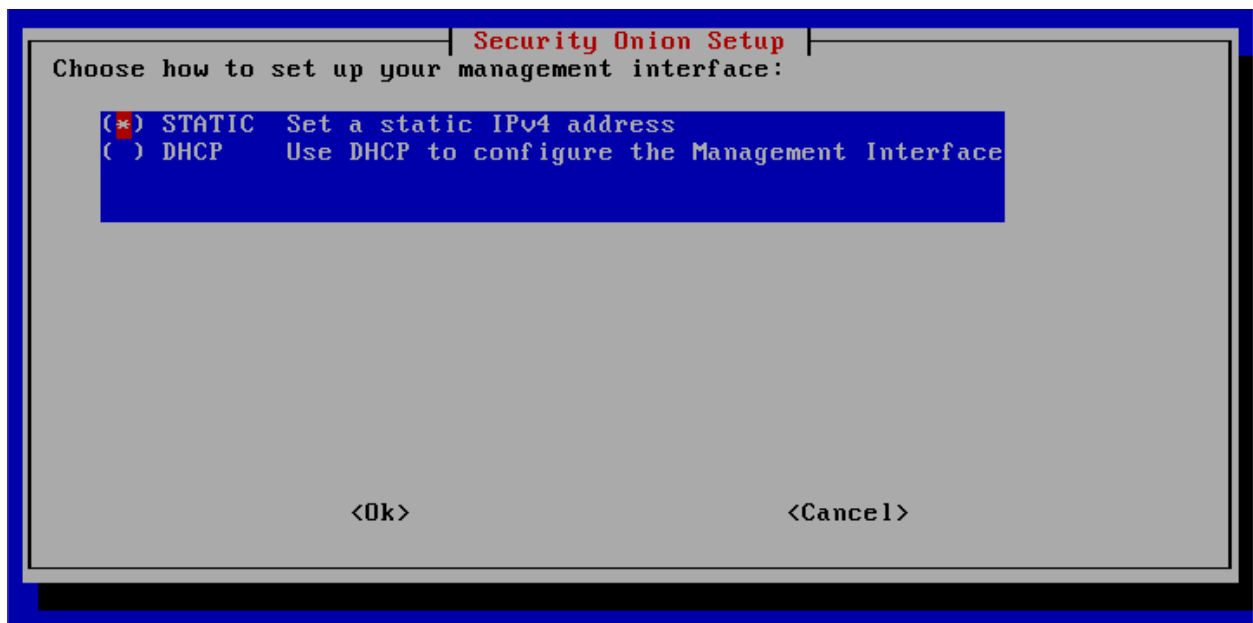 Security Onion Setup
Choose how to set up your management interface:
(*) STATIC Set a static IPv4 address
( ) DHCP Use DHCP to configure the Management Interface
<Ok> <Cancel>